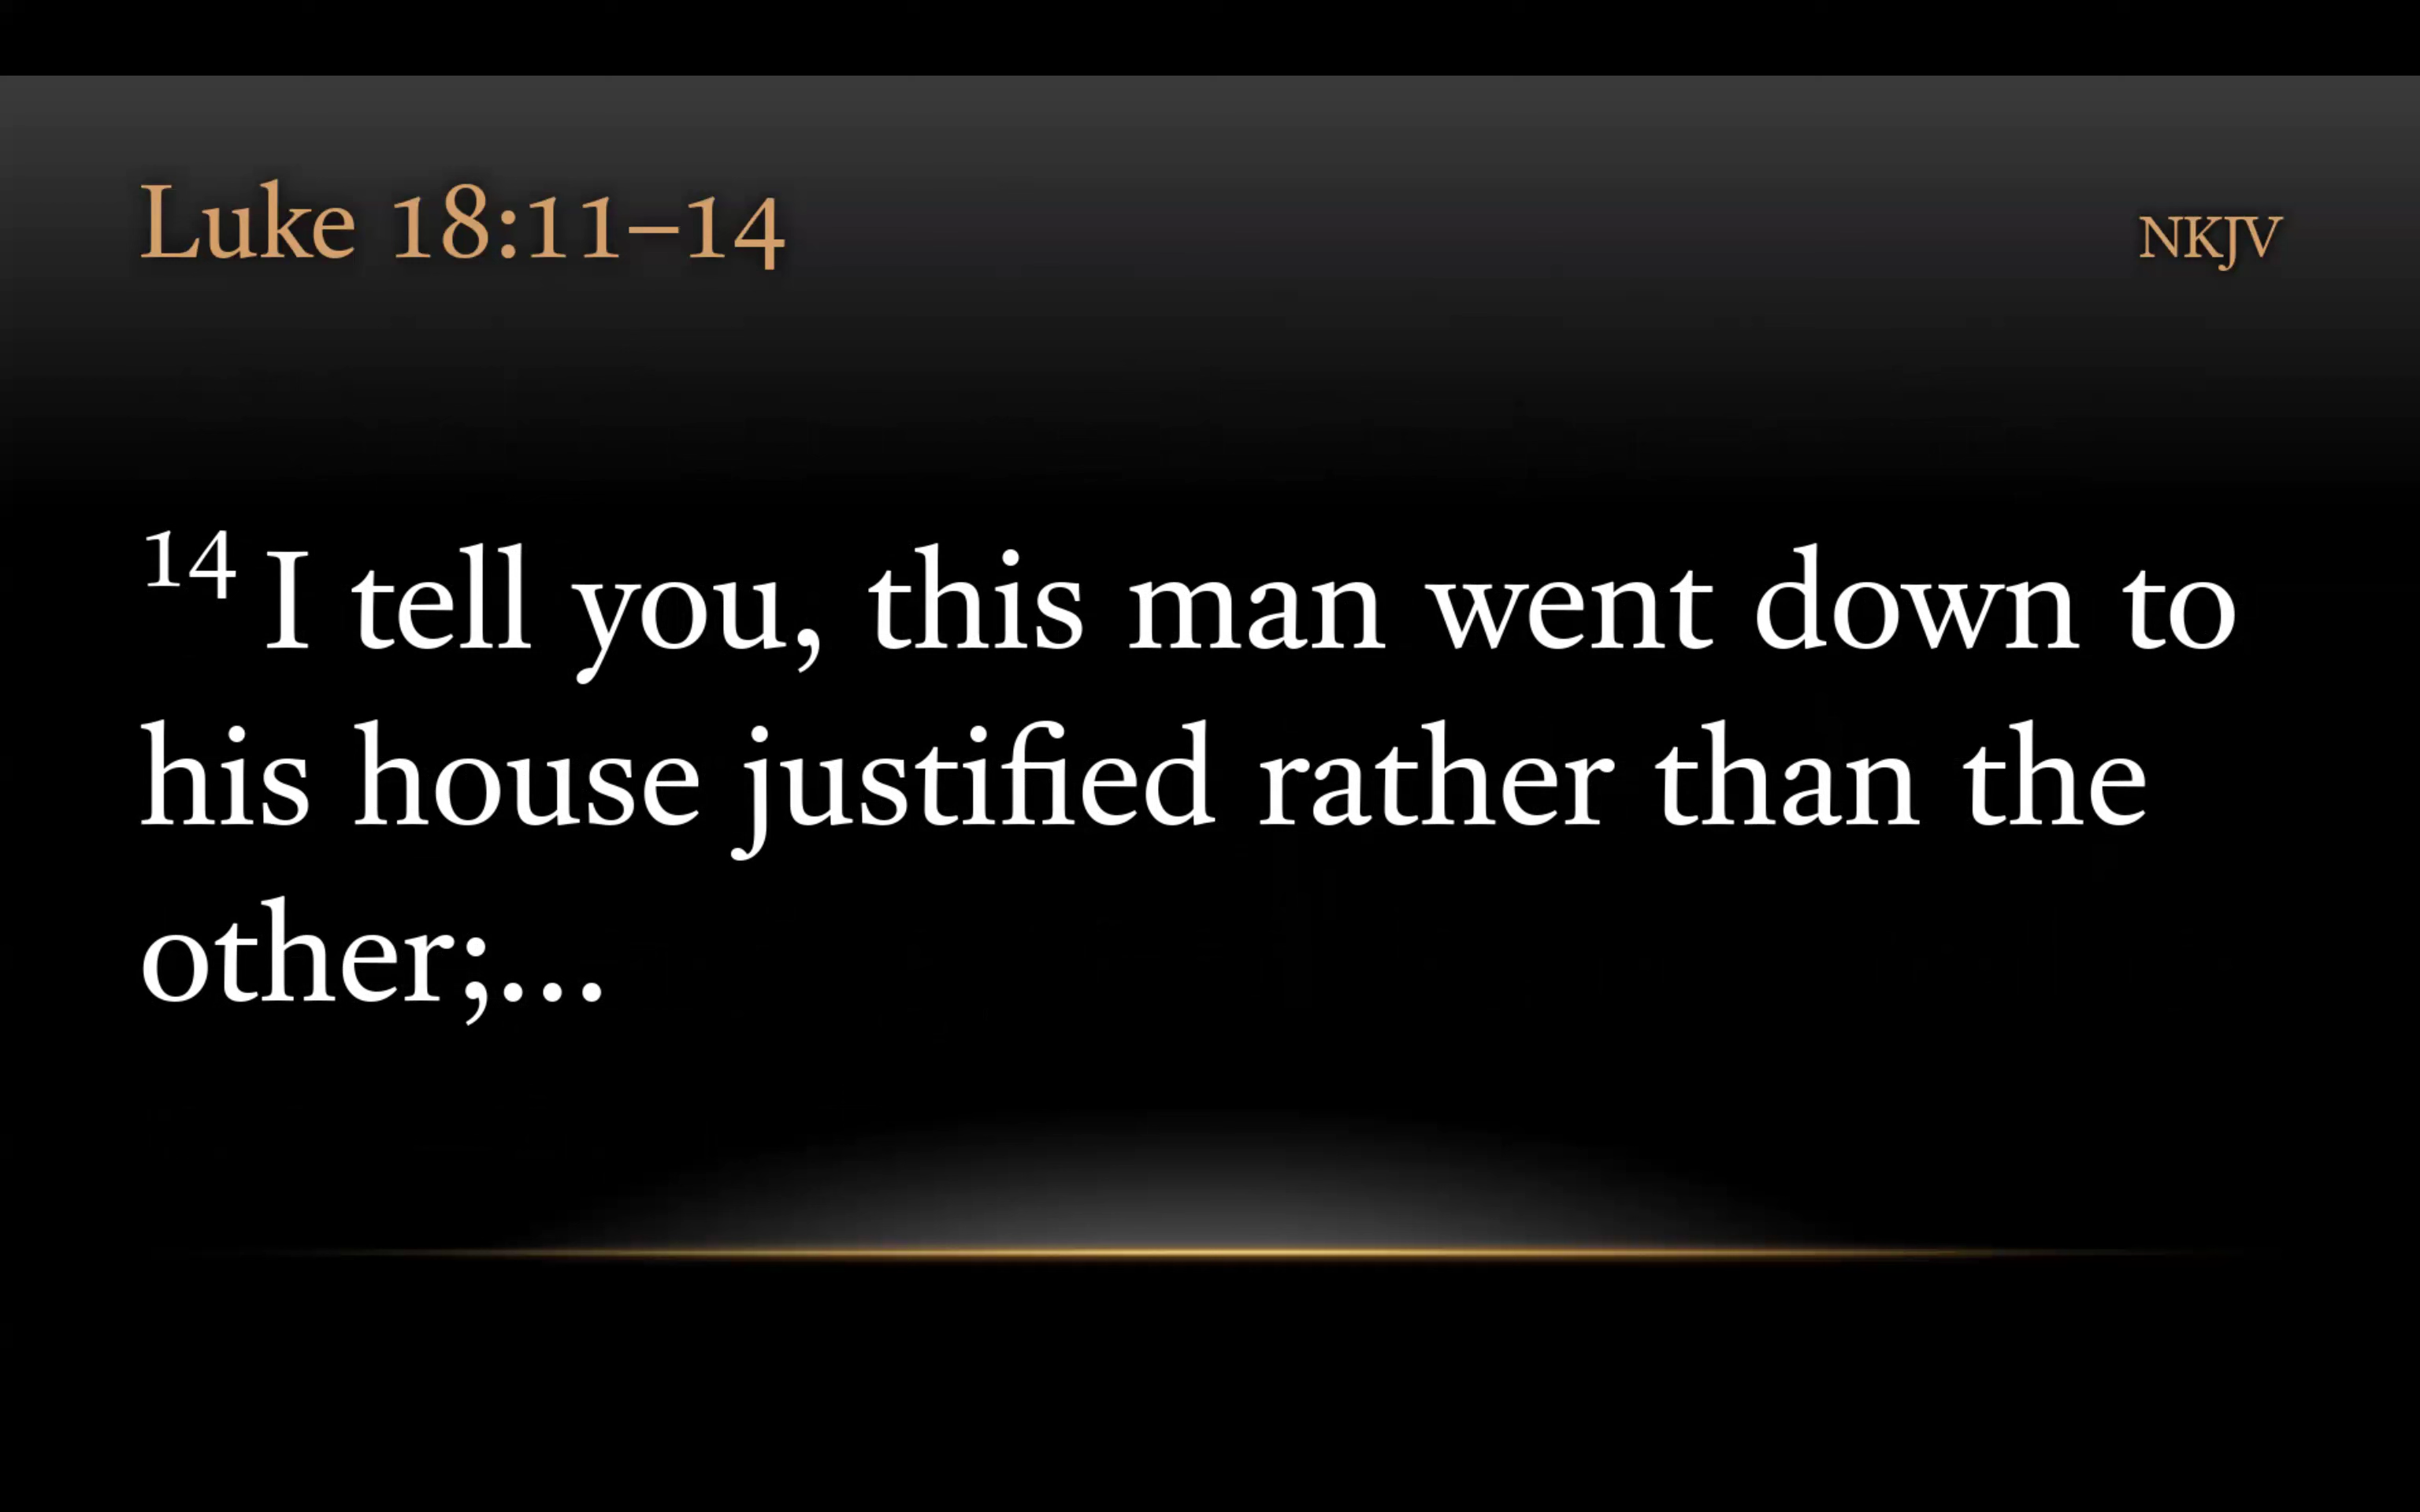 Luke 18:11–14
NKJV
14 I tell you, this man went down to
his house justified rather than the
other;...